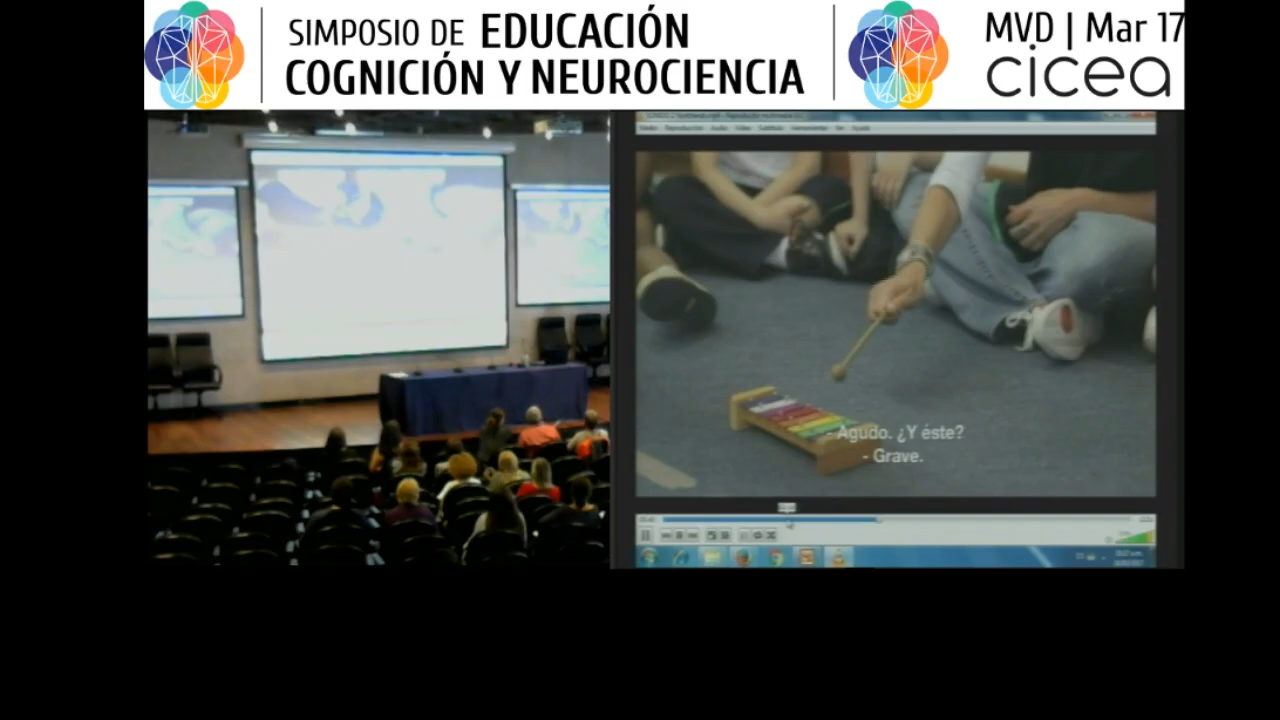 SIMPOSIO DE EDUCACIÓN
COGNICIÓN Y NEUROCIENCIA
MVD | Mar 17
cicea
- Agudo. ¿Y éste?
- Grave.